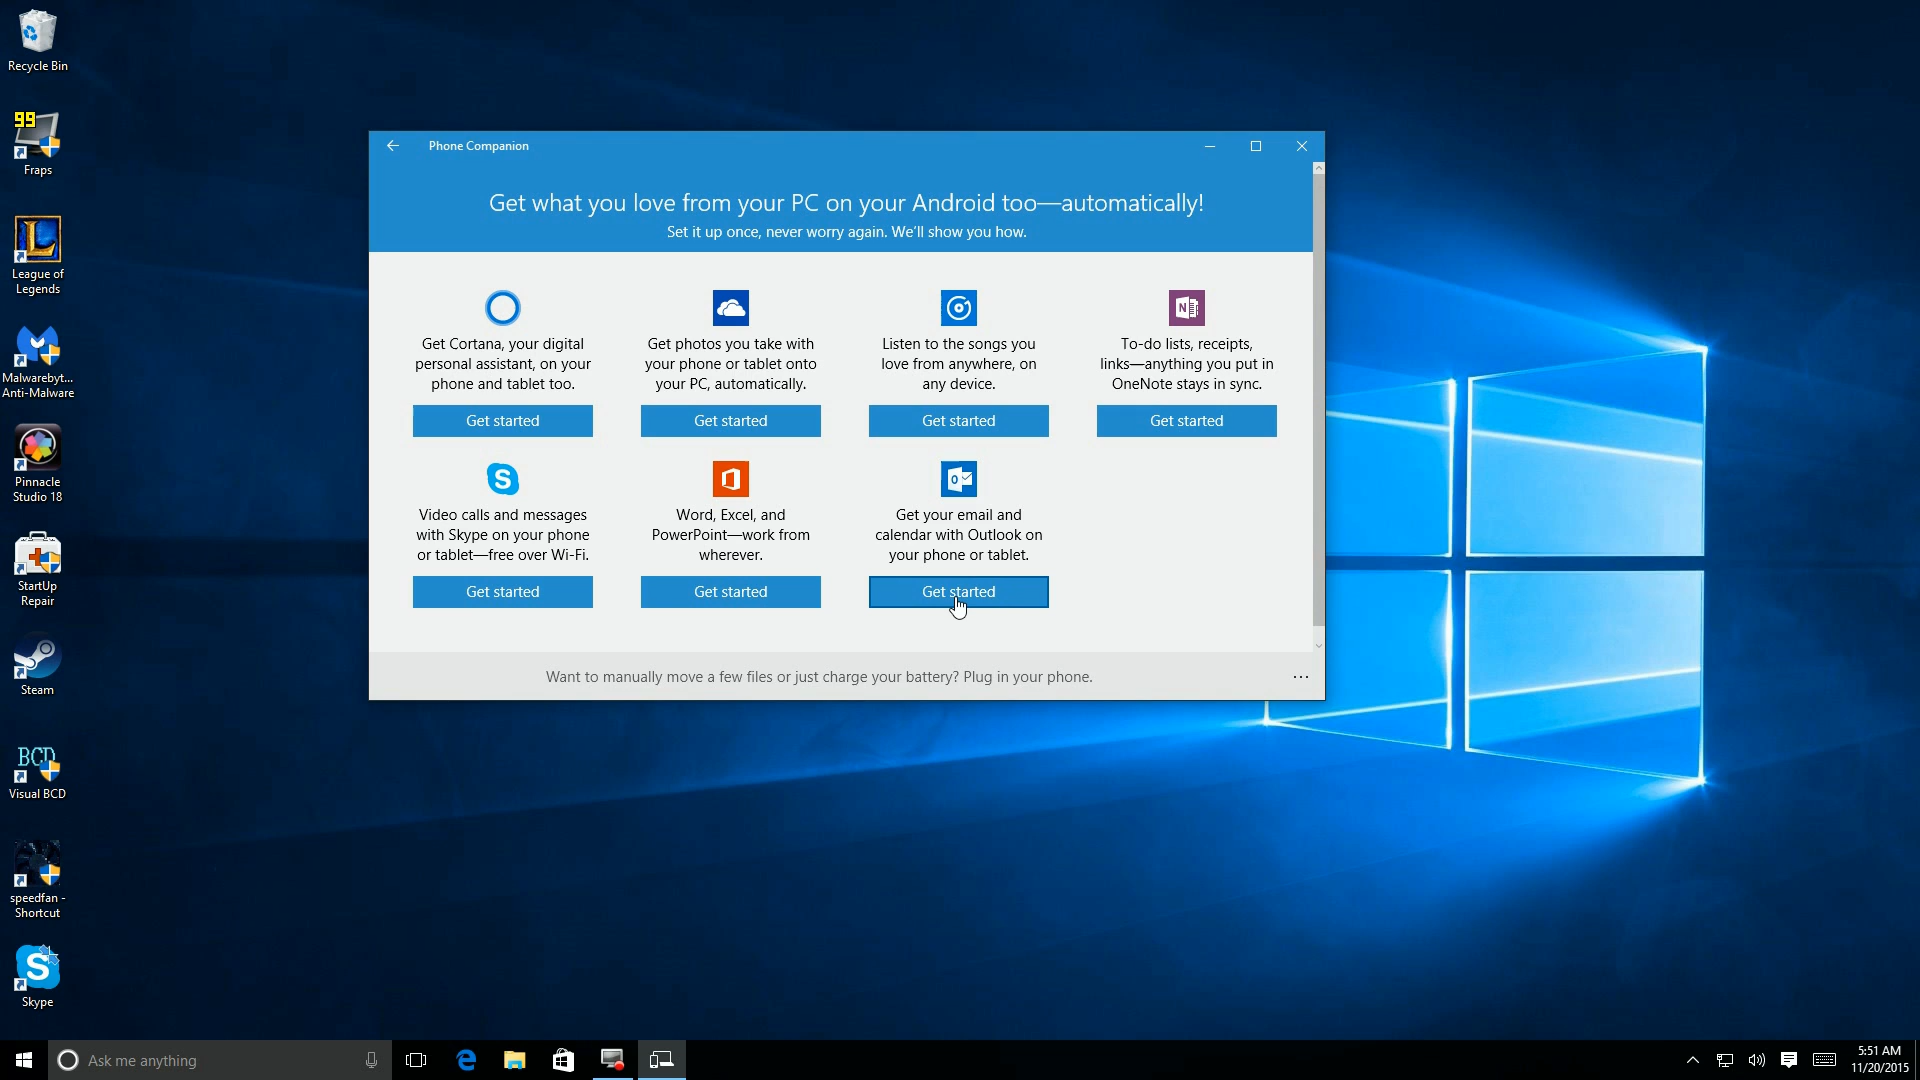 Recycle Bin
99
Fraps
League of
Legends
Malwarebyt...
Anti-Malware
Pinnacle
Studio 18
StartUp
Repair
Steam
BCD
Visual BCD
speedfan -
Shortcut
S
Skype
Phone Companion
Get what you love from your PC on your Android too—automatically!
Set it up once, never worry again. We'll show you how.
Get Cortana, your digital
personal assistant, on your
phone and tablet too.
Get started
Get photos you take with
your phone or tablet onto
your PC, automatically.
Get started
Listen to the songs you
love from anywhere, on
any device.
Get started
N
To-do lists, receipts,
links—anything you put in
OneNote stays in sync.
Get started
S
Video calls and messages
with Skype on your phone
or tablet—free over Wi-Fi.
Get started
Word, Excel, and
PowerPoint—work from
wherever.
Get started
Get your email and
calendar with Outlook on
your phone or tablet.
Get started
Want to manually move a few files or just charge your battery? Plug in your phone.
Ask me anything
5:51 AM
11/20/2015